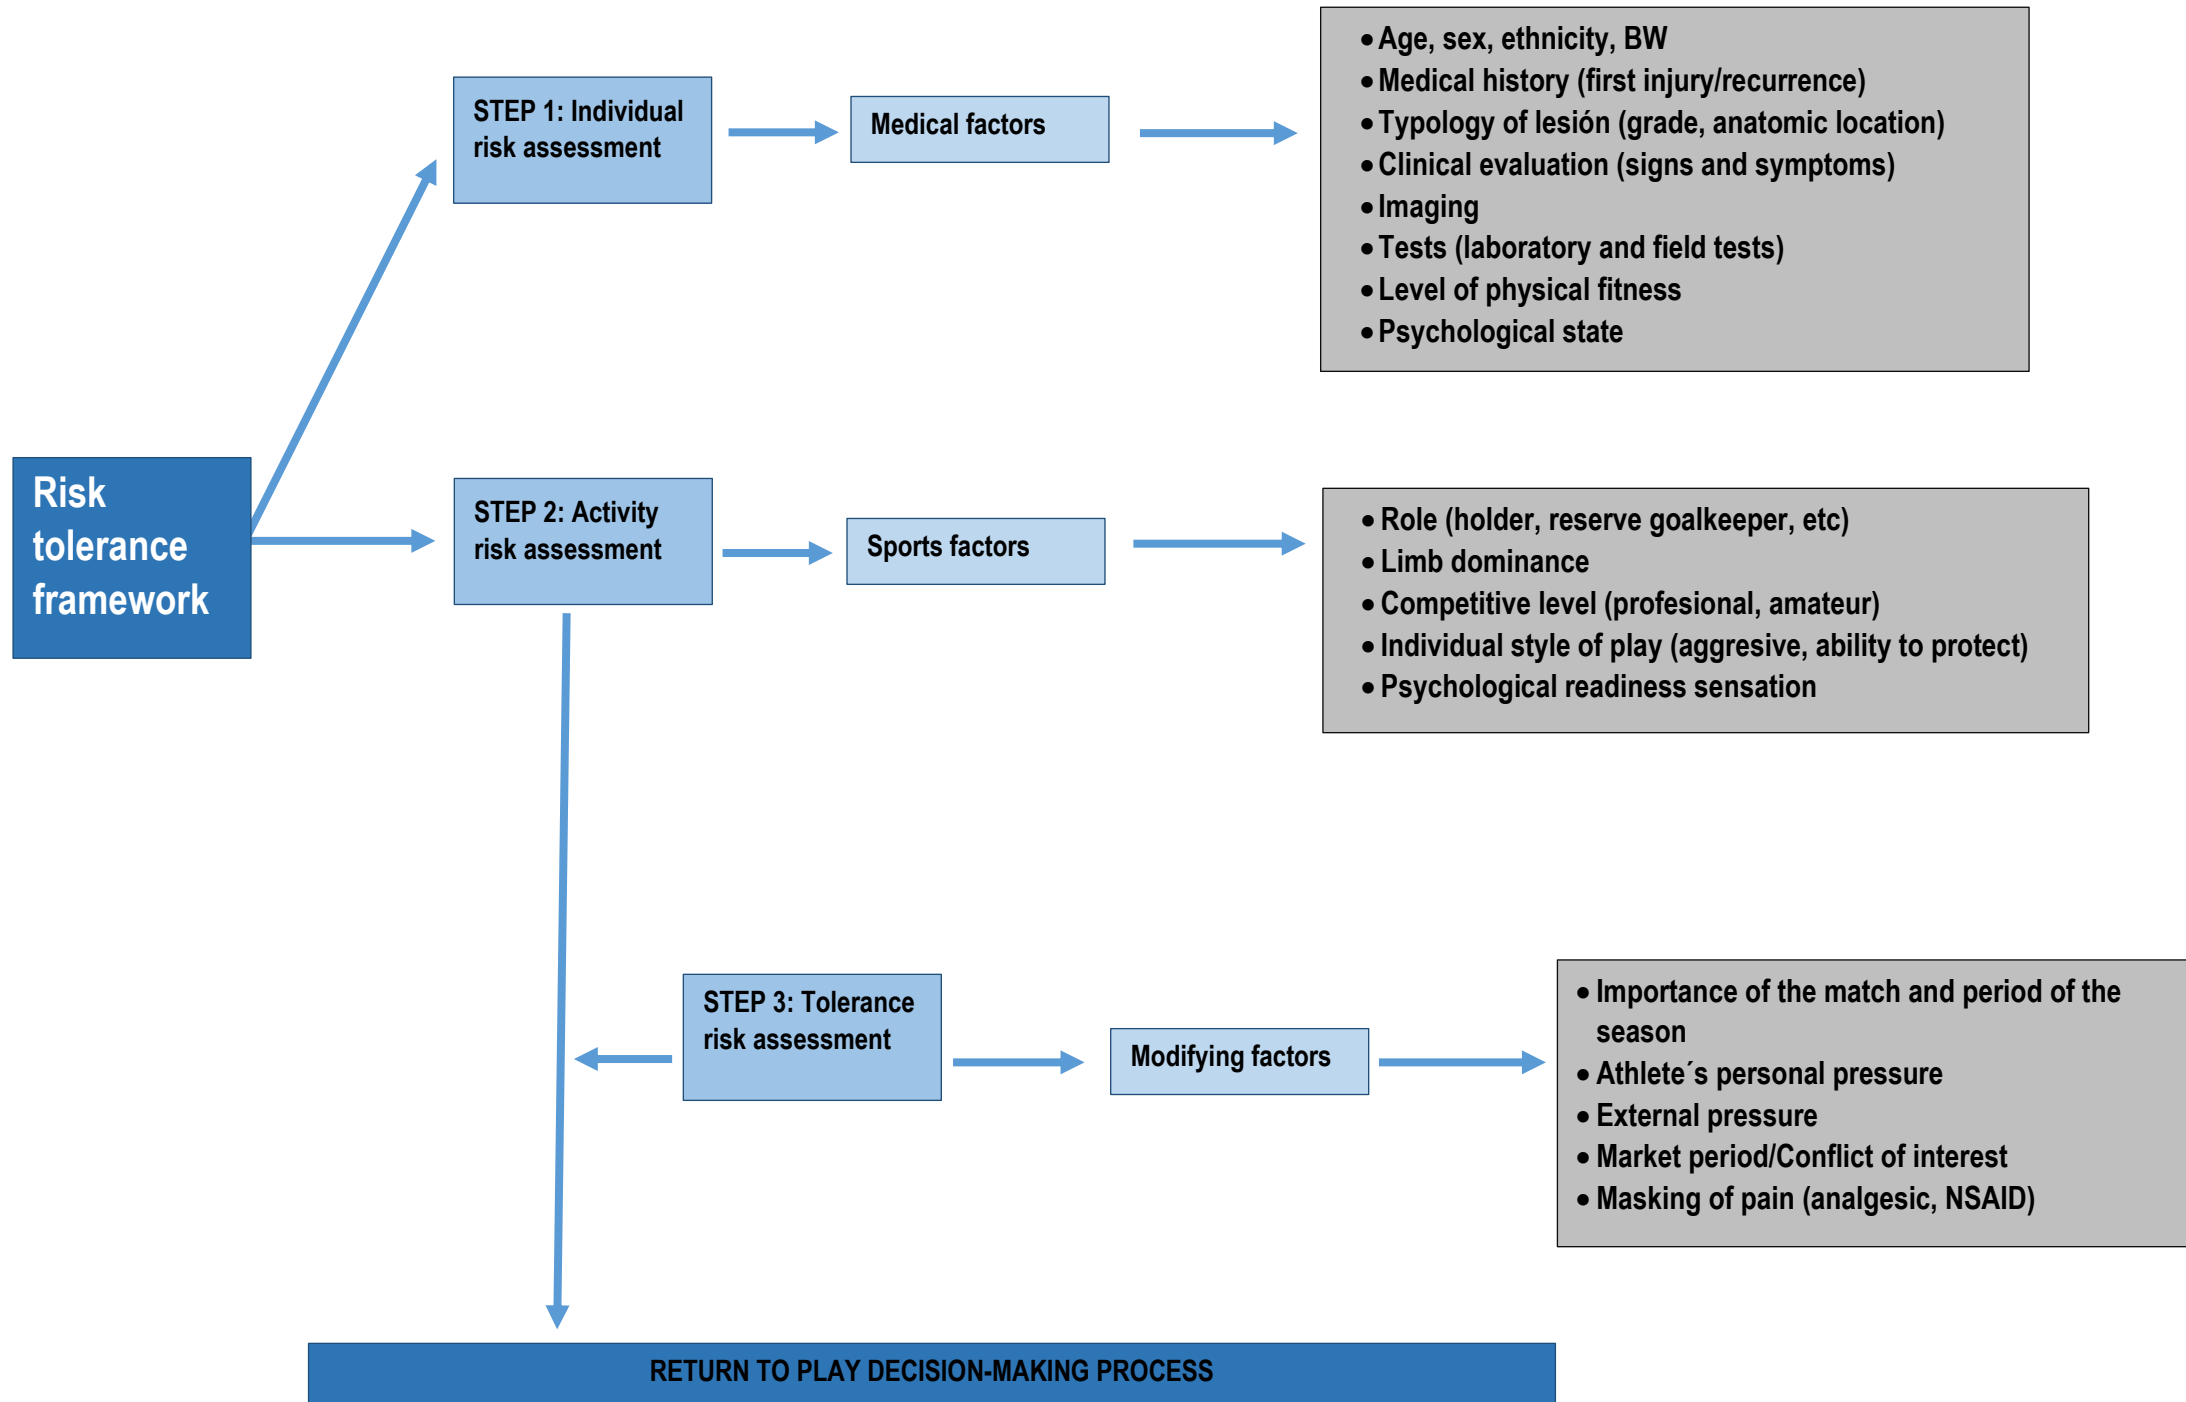 Risk
tolerance
framework
STEP 1: Individual
risk assessment
Medical factors
• Age, sex, ethnicity, BW
• Medical history (first injury/recurrence)
• Typology of lesión (grade, anatomic location)
• Clinical evaluation (signs and symptoms)
• Imaging
• Tests (laboratory and field tests)
• Level of physical fitness
• Psychological state
STEP 2: Activity
risk assessment
Sports factors
• Role (holder, reserve goalkeeper, etc)
• Limb dominance
• Competitive level (profesional, amateur)
• Individual style of play (aggresive, ability to protect)
• Psychological readiness sensation
STEP 3: Tolerance
risk assessment
Modifying factors
• Importance of the match and period of the
season
• Athlete´s personal pressure
• External pressure
• Market period/Conflict of interest
• Masking of pain (analgesic, NSAID)
RETURN TO PLAY DECISION-MAKING PROCESS